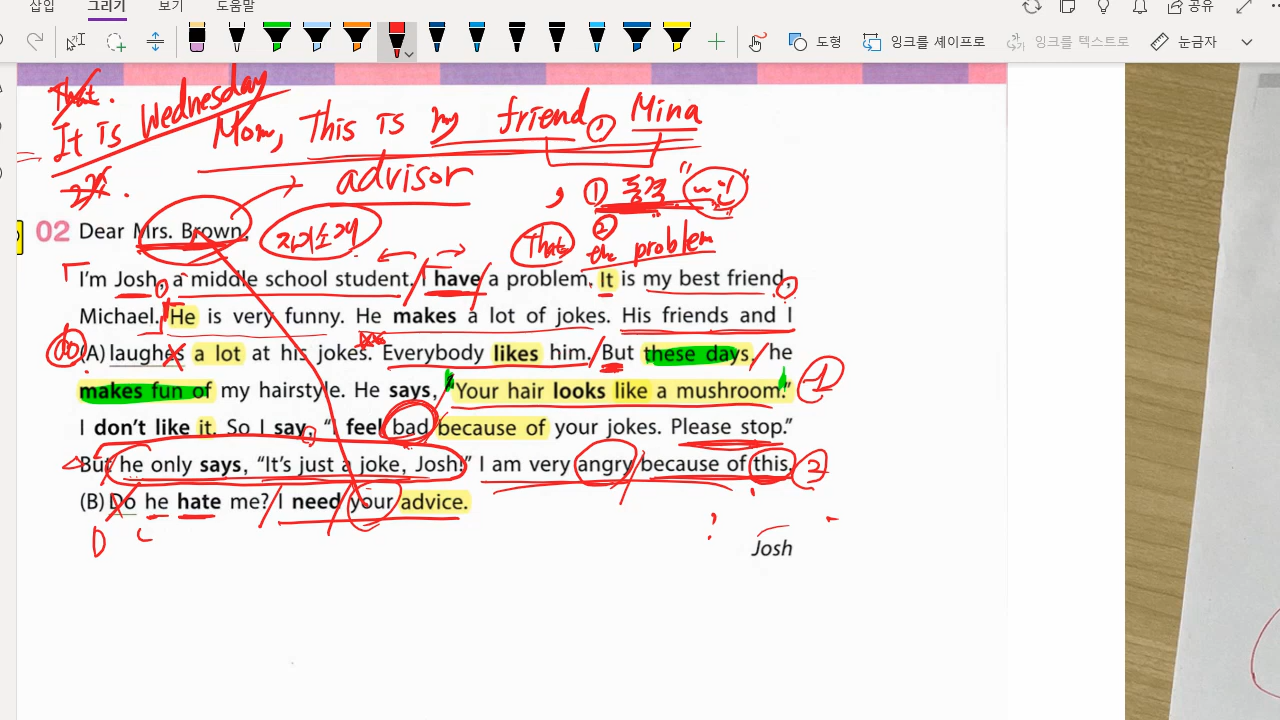 삽입 그리기 보기 도움말 공유
도형 잉크를 셰이프로 잉크를 텍스트로 눈금자
That.
It is Wednesday
Mom, This is my friend, Mina
advisor
, ① 동격
② the problem
That
자기소개
02 Dear Mrs. Brown,
I'm Josh, a middle school student. I have a problem. It is my best friend,
Michael. He is very funny. He makes a lot of jokes. His friends and I
(A) laughes a lot at his jokes. Everybody likes him. But these days, he
makes fun of my hairstyle. He says, “Your hair looks like a mushroom.” 1
I don't like it. So I say, “I feel bad because of your jokes. Please stop.”
But he only says, “It's just a joke, Josh!” I am very angry because of this. 2
(B) Do he hate me? I need your advice.
Josh